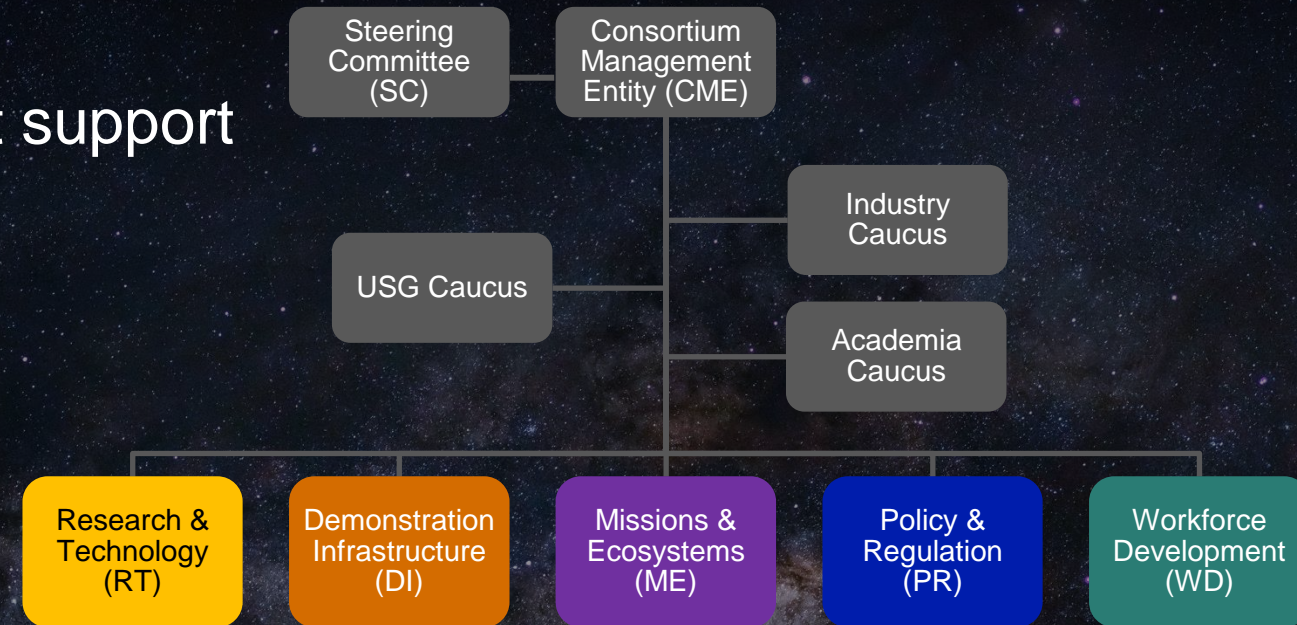 Steering
Committee
(SC)
Consortium
Management
Entity (CME)
support
Industry
Caucus
USG Caucus
Academia
Caucus
Research &
Technology
(RT)
Demonstration
Infrastructure
(DI)
Missions &
Ecosystems
(ME)
Policy &
Regulation
(PR)
Workforce
Development
(WD)